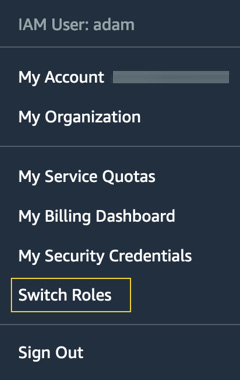 IAM User: adam
My Account
My Organization
My Service Quotas
My Billing Dashboard
My Security Credentials
Switch Roles
Sign Out